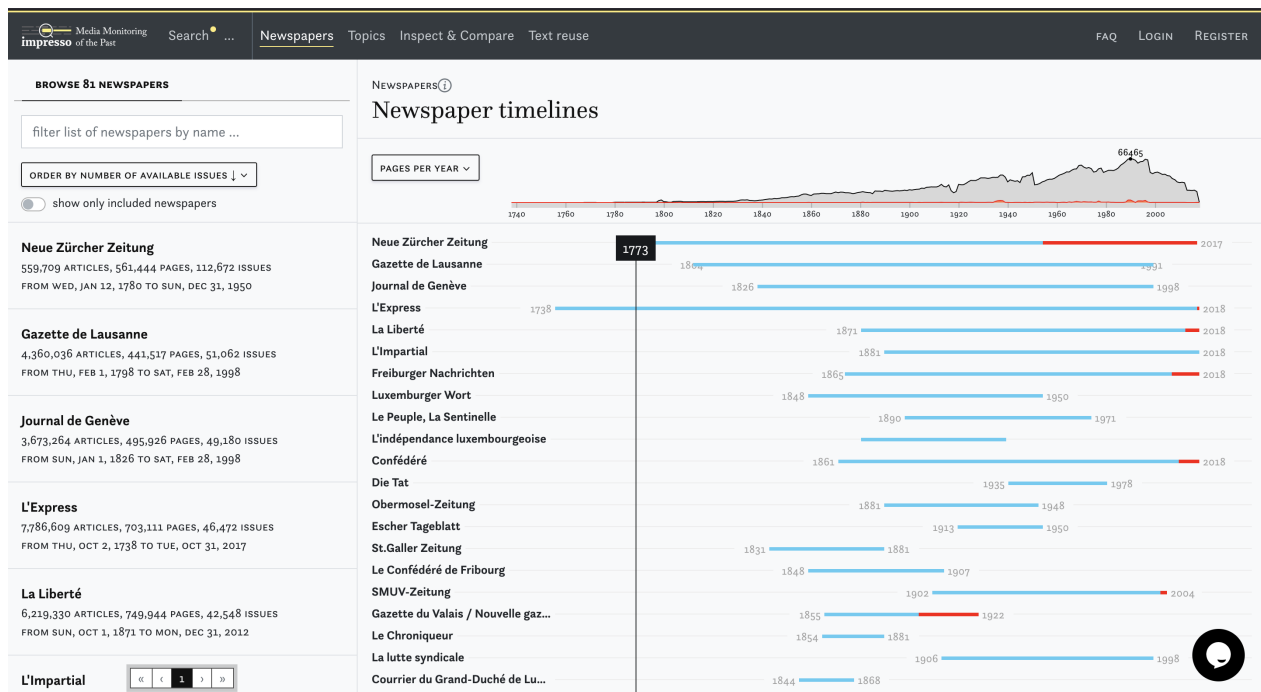 impresso Media Monitoring of the Past
Search ... Newspapers Topics Inspect & Compare Text reuse FAQ LOGIN REGISTER
BROWSE 81 NEWSPAPERS
filter list of newspapers by name ...
ORDER BY NUMBER OF AVAILABLE ISSUES
show only included newspapers
Neue Zürcher Zeitung
559,709 ARTICLES, 561,444 PAGES, 112,672 ISSUES
FROM WED, JAN 12, 1780 TO SUN, DEC 31, 1950
Gazette de Lausanne
4,360,036 ARTICLES, 441,517 PAGES, 51,062 ISSUES
FROM THU, FEB 1, 1798 TO SAT, FEB 28, 1998
Journal de Genève
3,673,264 ARTICLES, 495,926 PAGES, 49,180 ISSUES
FROM SUN, JAN 1, 1826 TO SAT, FEB 28, 1998
L'Express
7,786,609 ARTICLES, 703,111 PAGES, 46,472 ISSUES
FROM THU, OCT 2, 1738 TO TUE, OCT 31, 2017
La Liberté
6,219,330 ARTICLES, 749,944 PAGES, 42,548 ISSUES
FROM SUN, OCT 1, 1871 TO MON, DEC 31, 2012
L'Impartial
« ‹ 1 › »
NEWSPAPERS
Newspaper timelines
PAGES PER YEAR
66465
1740 1760 1780 1800 1820 1840 1860 1880 1900 1920 1940 1960 1980 2000
1773
Neue Zürcher Zeitung 2017
Gazette de Lausanne 1804 1991
Journal de Genève 1826 1998
L'Express 1738 2018
La Liberté 1871 2018
L'Impartial 1881 2018
Freiburger Nachrichten 1865 2018
Luxemburger Wort 1848 1950
Le Peuple, La Sentinelle 1890 1971
L'indépendance luxembourgeoise
Confédéré 1861 2018
Die Tat 1935 1978
Obermosel-Zeitung 1881 1948
Escher Tageblatt 1913 1950
St.Galler Zeitung 1831 1881
Le Confédéré de Fribourg 1848 1907
SMUV-Zeitung 1902 2004
Gazette du Valais / Nouvelle gaz... 1855 1922
Le Chroniqueur 1854 1881
La lutte syndicale 1906 1998
Courrier du Grand-Duché de Lu... 1844 1868